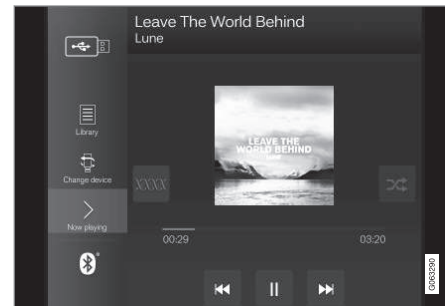 Leave The World Behind
Lune
Library
Change device
Now playing
LEAVE THE
WORLD BEHIND
LUNE
XXXX
00:29
03:20
G063290